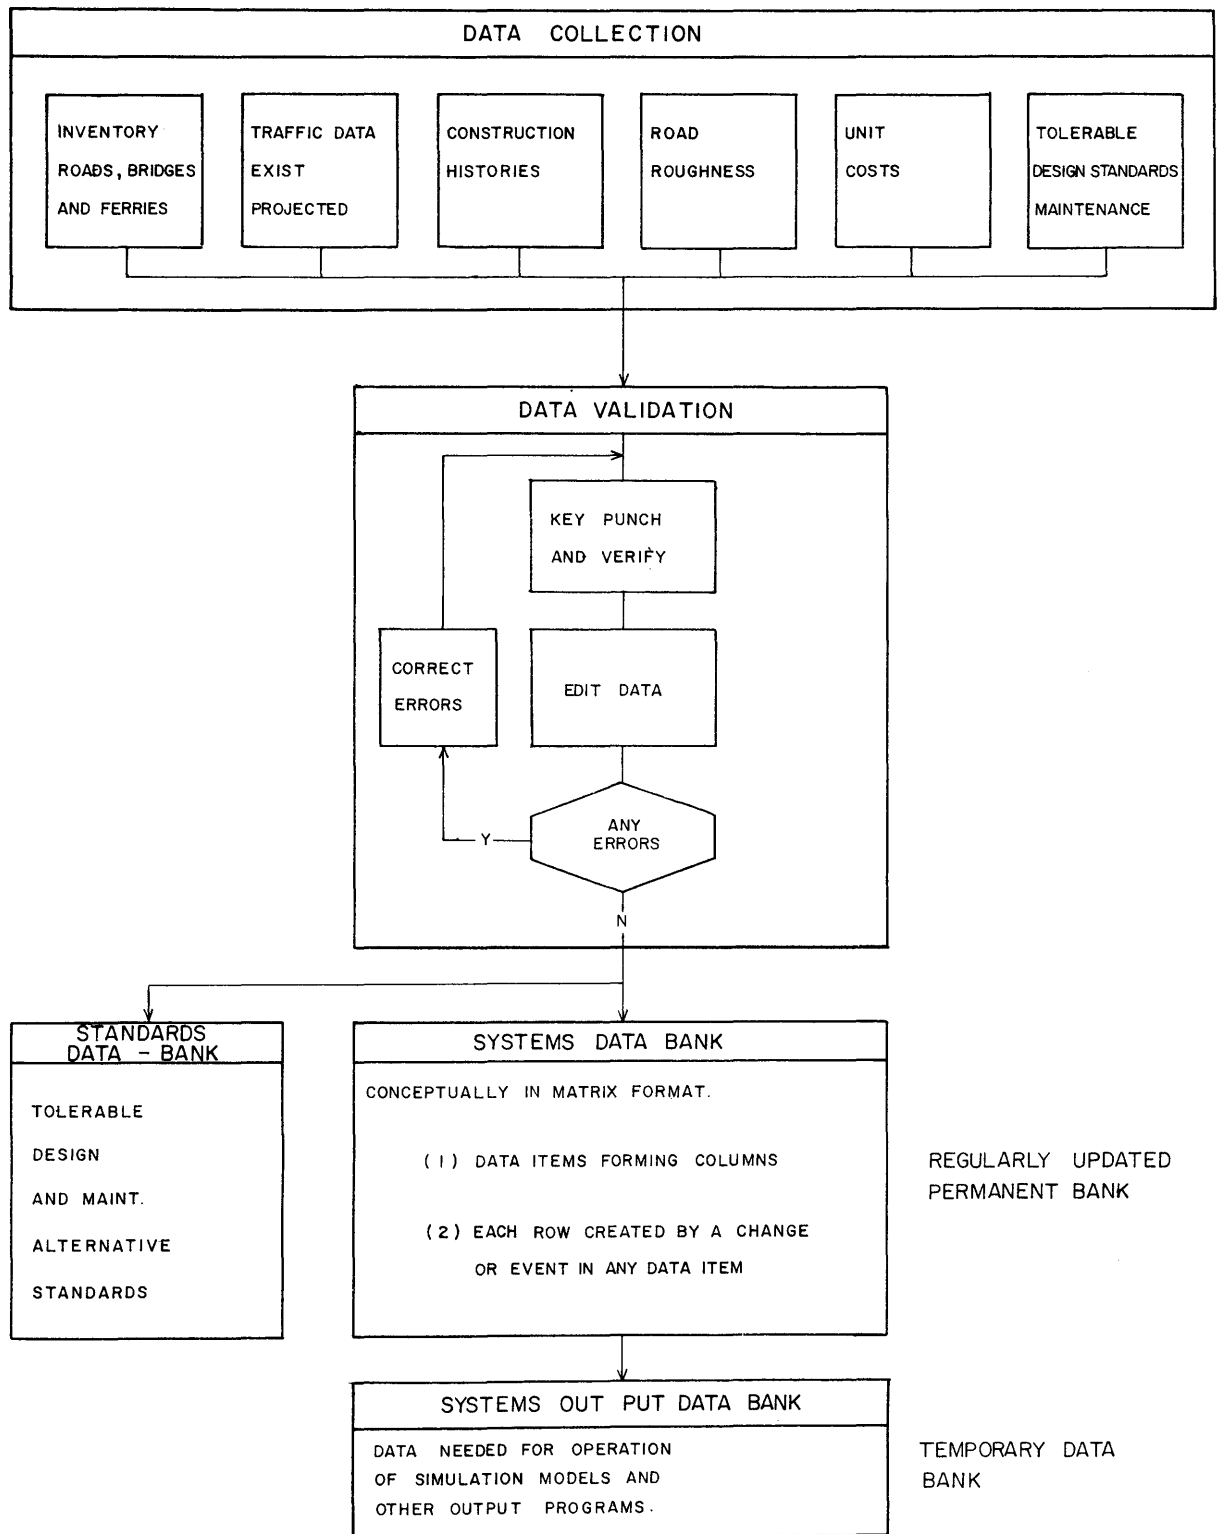 DATA COLLECTION
INVENTORY
ROADS, BRIDGES
AND FERRIES
TRAFFIC DATA
EXIST
PROJECTED
CONSTRUCTION
HISTORIES
ROAD
ROUGHNESS
UNIT
COSTS
TOLERABLE
DESIGN STANDARDS
MAINTENANCE
DATA VALIDATION
KEY PUNCH
AND VERIFY
CORRECT
ERRORS
EDIT DATA
ANY
ERRORS
Y
N
STANDARDS
DATA - BANK
TOLERABLE
DESIGN
AND MAINT.
ALTERNATIVE
STANDARDS
SYSTEMS DATA BANK
CONCEPTUALLY IN MATRIX FORMAT.
(1) DATA ITEMS FORMING COLUMNS
(2) EACH ROW CREATED BY A CHANGE
OR EVENT IN ANY DATA ITEM
REGULARLY UPDATED
PERMANENT BANK
SYSTEMS OUT PUT DATA BANK
DATA NEEDED FOR OPERATION
OF SIMULATION MODELS AND
OTHER OUTPUT PROGRAMS.
TEMPORARY DATA
BANK